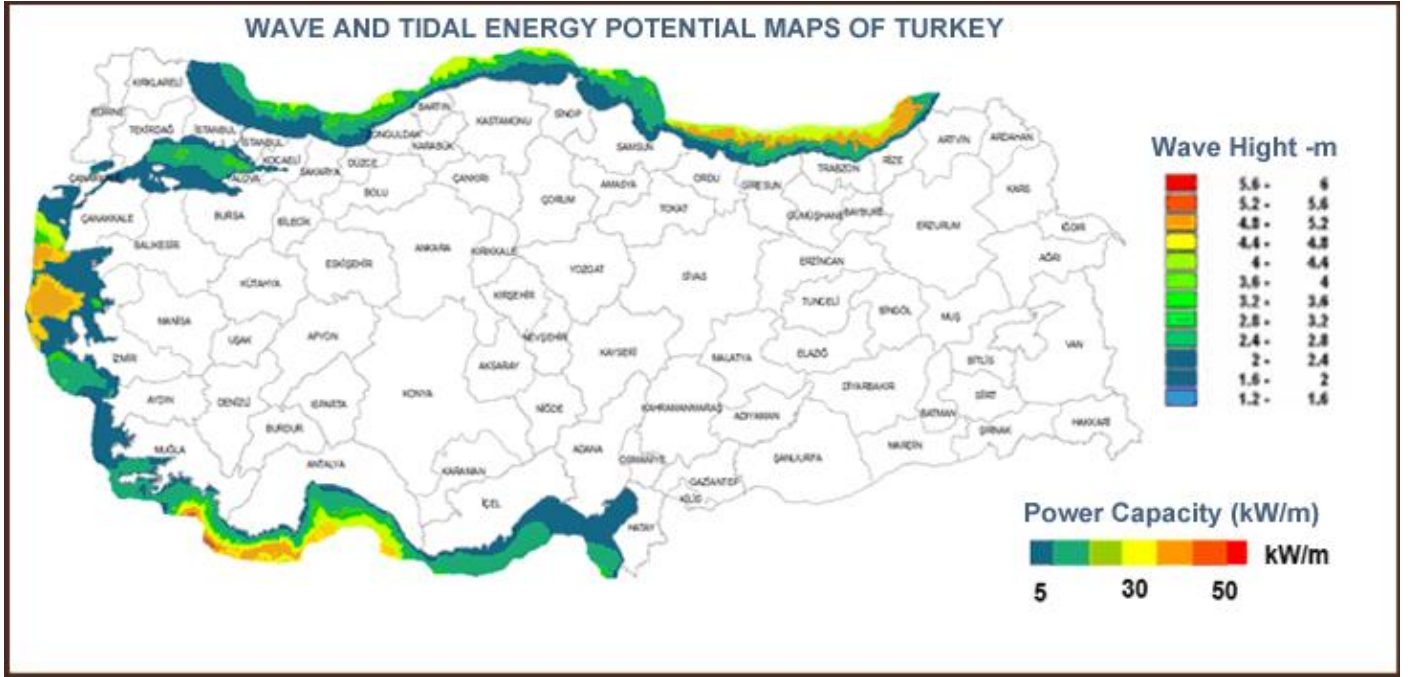 WAVE AND TIDAL ENERGY POTENTIAL MAPS OF TURKEY
KIRKLARELİ
EDİRNE
TEKİRDAĞ
İSTANBUL
İSTANBUL
KOCAELİ
YALOVA
SAKARYA
DÜZCE
BOLU
ZONGULDAK
BARTIN
KARABÜK
KASTAMONU
SİNOP
SAMSUN
ÇANKIRI
ÇORUM
AMASYA
TOKAT
ORDU
GİRESUN
TRABZON
RİZE
ARTVİN
ARDAHAN
KARS
IĞDIR
AĞRI
ERZURUM
GÜMÜŞHANE
BAYBURT
ERZİNCAN
ÇANAKKALE
ÇANAKKALE
BALIKESİR
BURSA
BİLECİK
ESKİŞEHİR
ANKARA
KIRIKKALE
YOZGAT
SİVAS
KÜTAHYA
MANİSA
UŞAK
AFYON
KIRŞEHİR
NEVŞEHİR
KAYSERİ
TUNCELİ
BİNGÖL
MUŞ
VAN
BİTLİS
ELAZIĞ
MALATYA
İZMİR
AYDIN
DENİZLİ
ISPARTA
BURDUR
KONYA
AKSARAY
NİĞDE
KAHRAMANMARAŞ
ADIYAMAN
DİYARBAKIR
BATMAN
SİİRT
ŞIRNAK
HAKKARİ
MARDİN
ŞANLIURFA
GAZİANTEP
KİLİS
OSMANİYE
ADANA
HATAY
İÇEL
KARAMAN
ANTALYA
MUĞLA
Wave Hight -m
5.6 - 6
5.2 - 5.6
4.8 - 5.2
4.4 - 4.8
4 - 4.4
3.6 - 4
3.2 - 3.6
2.8 - 3.2
2.4 - 2.8
2 - 2.4
1.6 - 2
1.2 - 1.6
Power Capacity (kW/m)
kW/m
5 30 50